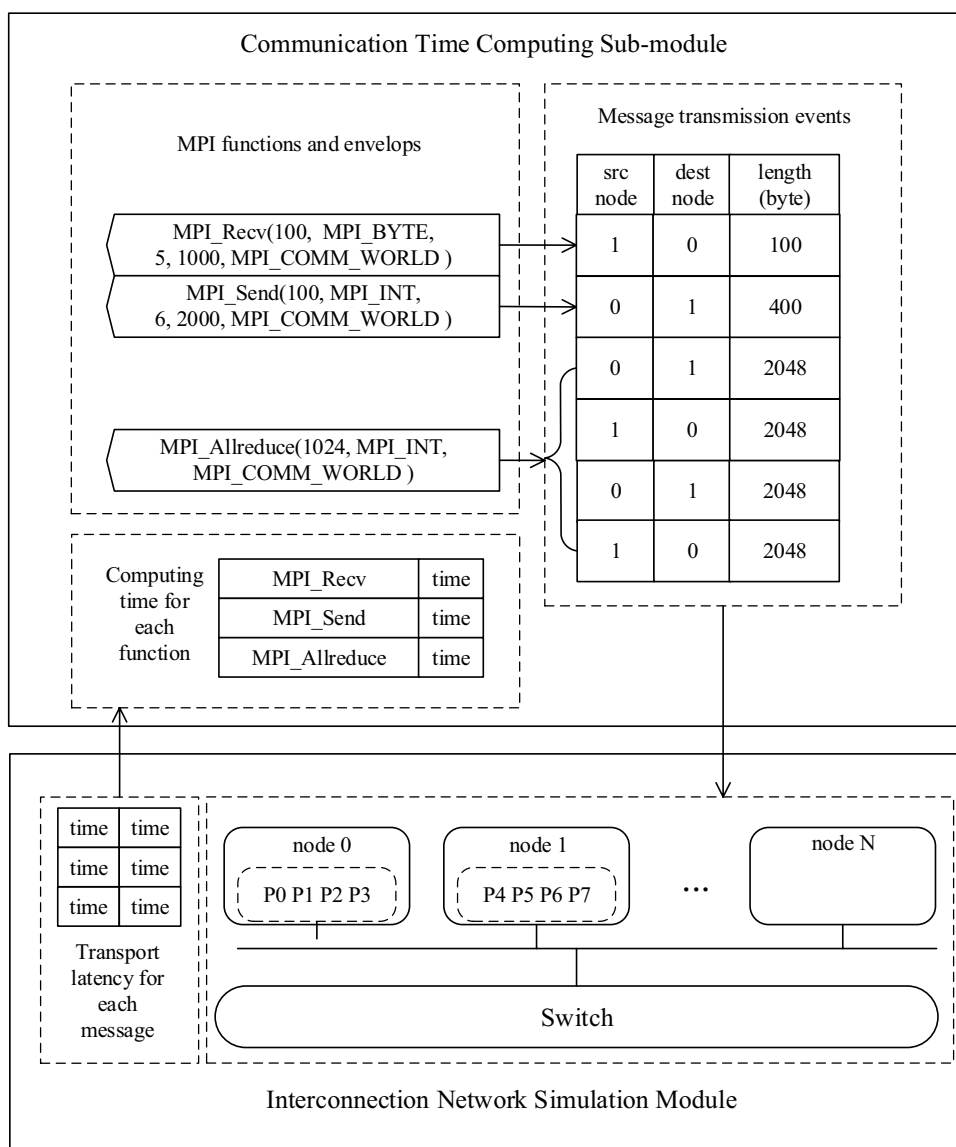 Communication Time Computing Sub-module
MPI functions and envelops
MPI_Recv(100, MPI_BYTE,
5, 1000, MPI_COMM_WORLD )
MPI_Send(100, MPI_INT,
6, 2000, MPI_COMM_WORLD )
MPI_Allreduce(1024, MPI_INT,
MPI_COMM_WORLD )
Message transmission events
src node dest node length (byte)
1 0 100
0 1 400
0 1 2048
1 0 2048
0 1 2048
1 0 2048
Computing
time for
each
function
MPI_Recv time
MPI_Send time
MPI_Allreduce time
time time
time time
time time
Transport
latency for
each
message
node 0
P0 P1 P2 P3
node 1
P4 P5 P6 P7
...
node N
Switch
Interconnection Network Simulation Module